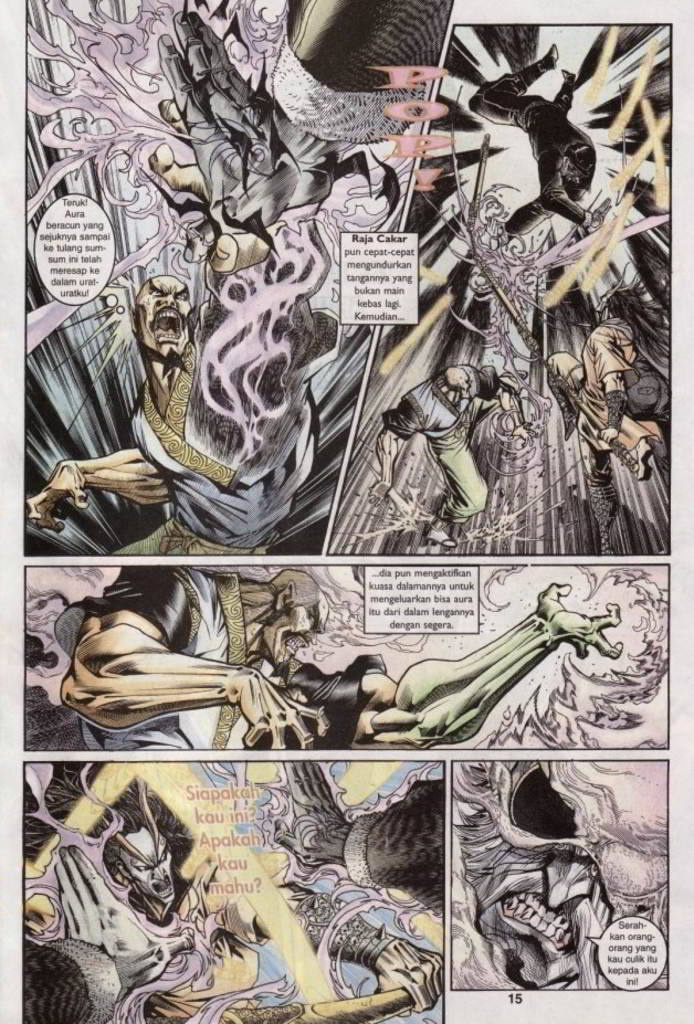 Teruk!
Aura
beracun yang
sejuknya sampai
ke tulang sum-
sum ini telah
meresap ke
dalam urat-
uratku!
POP!
Raja Cakar
pun cepat-cepat
mengundurkan
tangannya yang
bukan main
kebas lagi.
Kemudian...
...dia pun mengaktifkan
kuasa dalamannya untuk
mengeluarkan bisa aura
itu dari dalam lengannya
dengan segera.
Siapakah
kau ini?
Apakah
kau
mahu?
Serah-
kan orang-
orang yang
kau culik itu
kepada aku
ini!
15